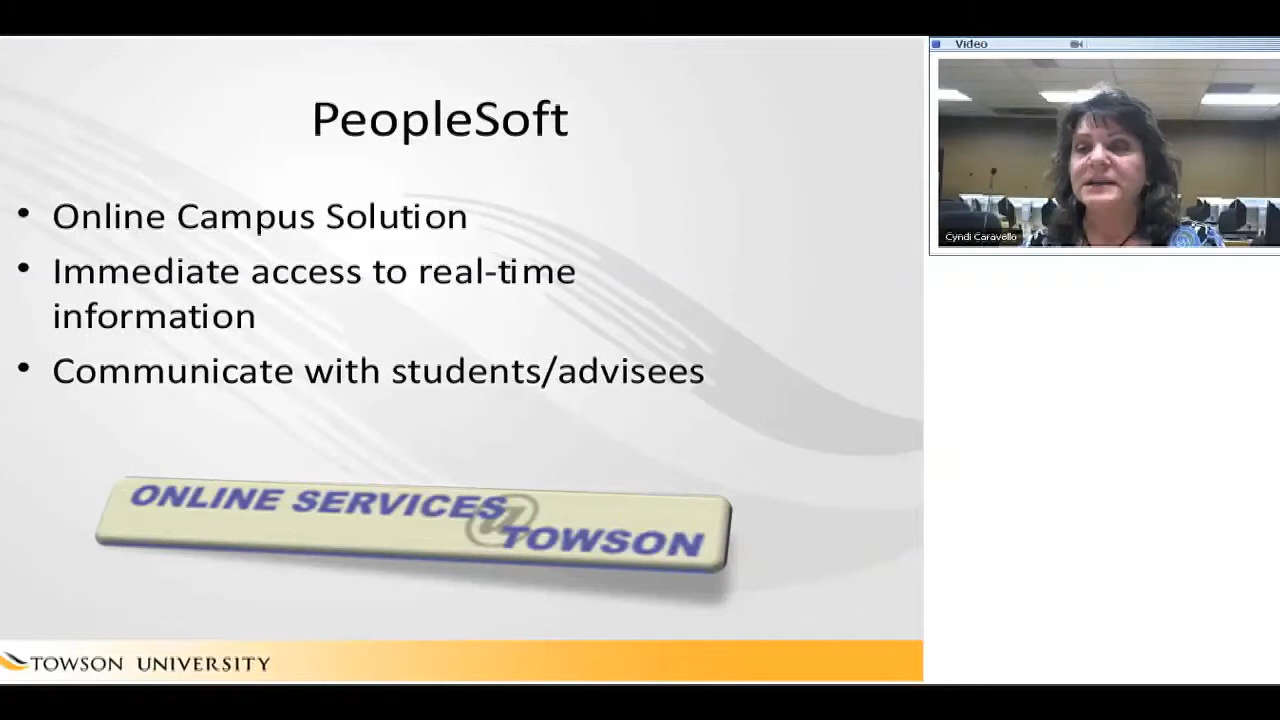 PeopleSoft
• Online Campus Solution
• Immediate access to real-time
information
• Communicate with students/advisees
ONLINE SERVICES
@
TOWSON
TOWSON UNIVERSITY
Video
Cyndi Caravello